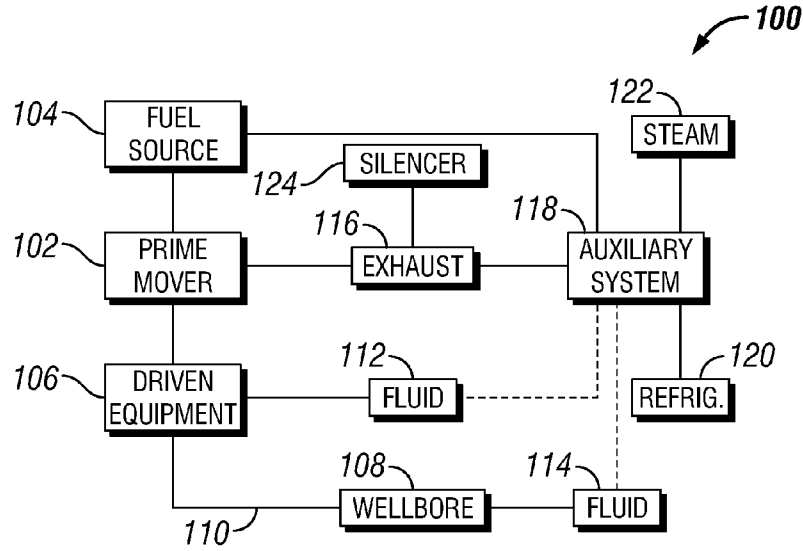 100
104
FUEL
SOURCE
122
STEAM
124
SILENCER
118
116
102
PRIME
MOVER
EXHAUST
AUXILIARY
SYSTEM
112
120
106
DRIVEN
EQUIPMENT
FLUID
REFRIG.
108
114
110
WELLBORE
FLUID